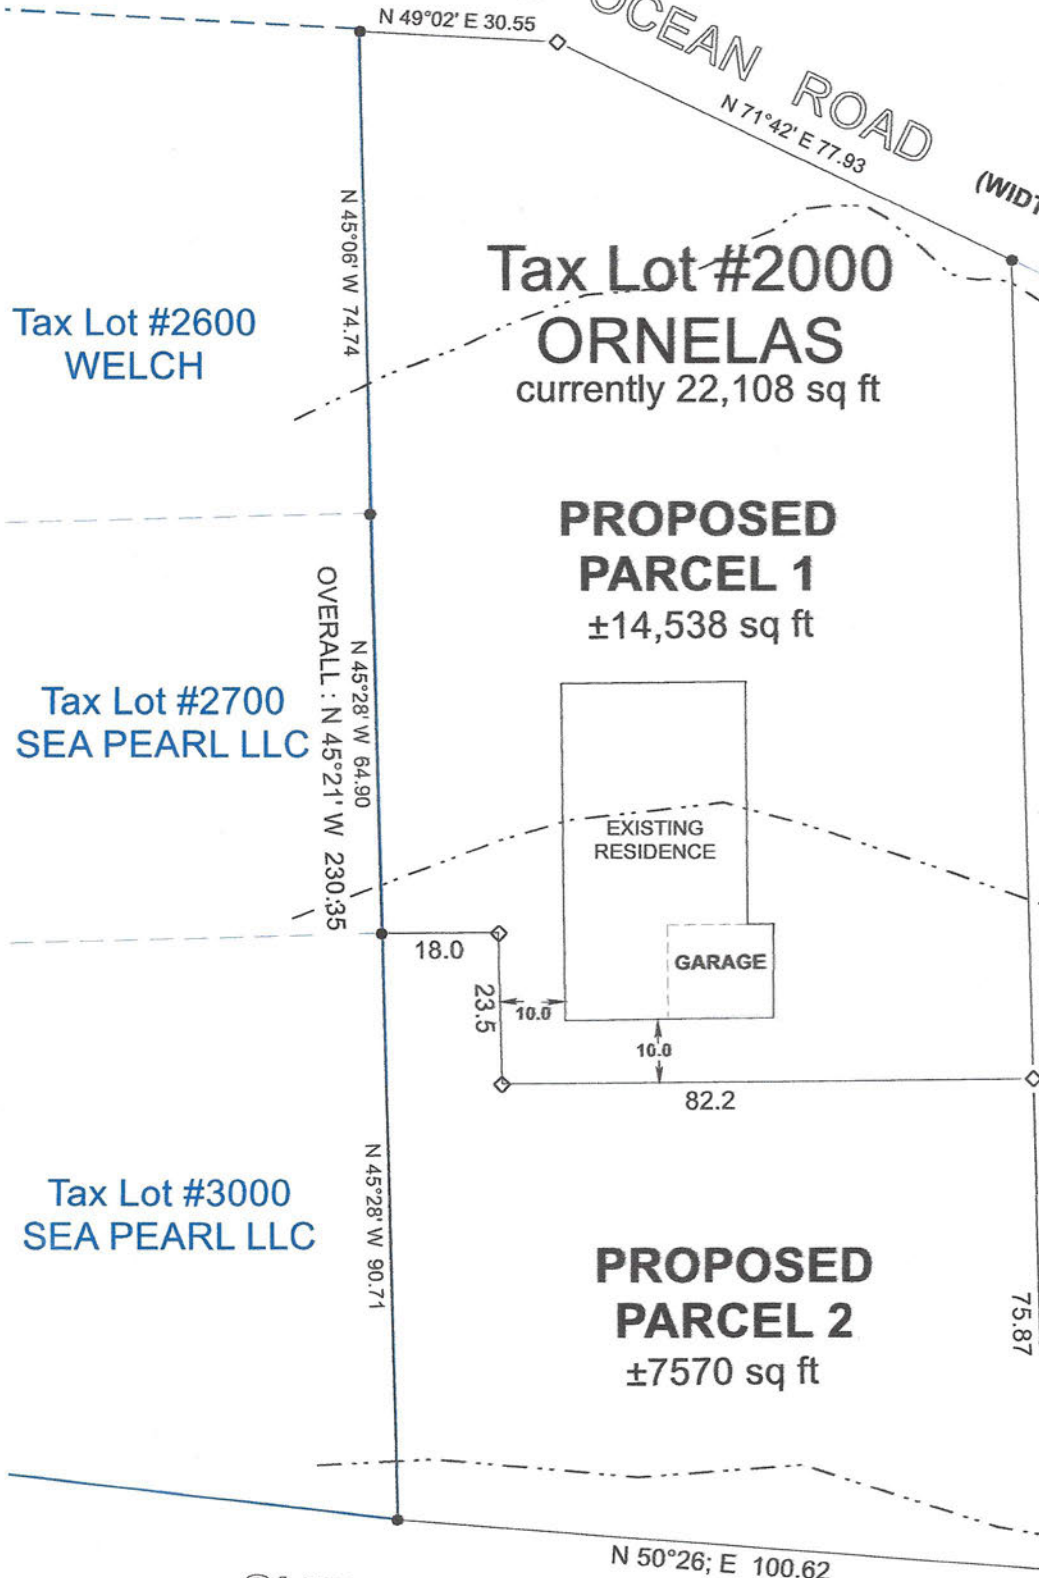 N 49°02' E 30.55
OCEAN ROAD
N 71°42' E 77.93
N 45°06' W 74.74
Tax Lot #2000
ORNELAS
currently 22,108 sq ft
Tax Lot #2600
WELCH
PROPOSED
PARCEL 1
±14,538 sq ft
N 45°28' W 64.90
OVERALL : N 45°21' W 230.35
Tax Lot #2700
SEA PEARL LLC
EXISTING
RESIDENCE
GARAGE
18.0
23.5
10.0
10.0
82.2
N 45°28' W 90.71
Tax Lot #3000
SEA PEARL LLC
PROPOSED
PARCEL 2
±7570 sq ft
75.87
N 50°26; E 100.62